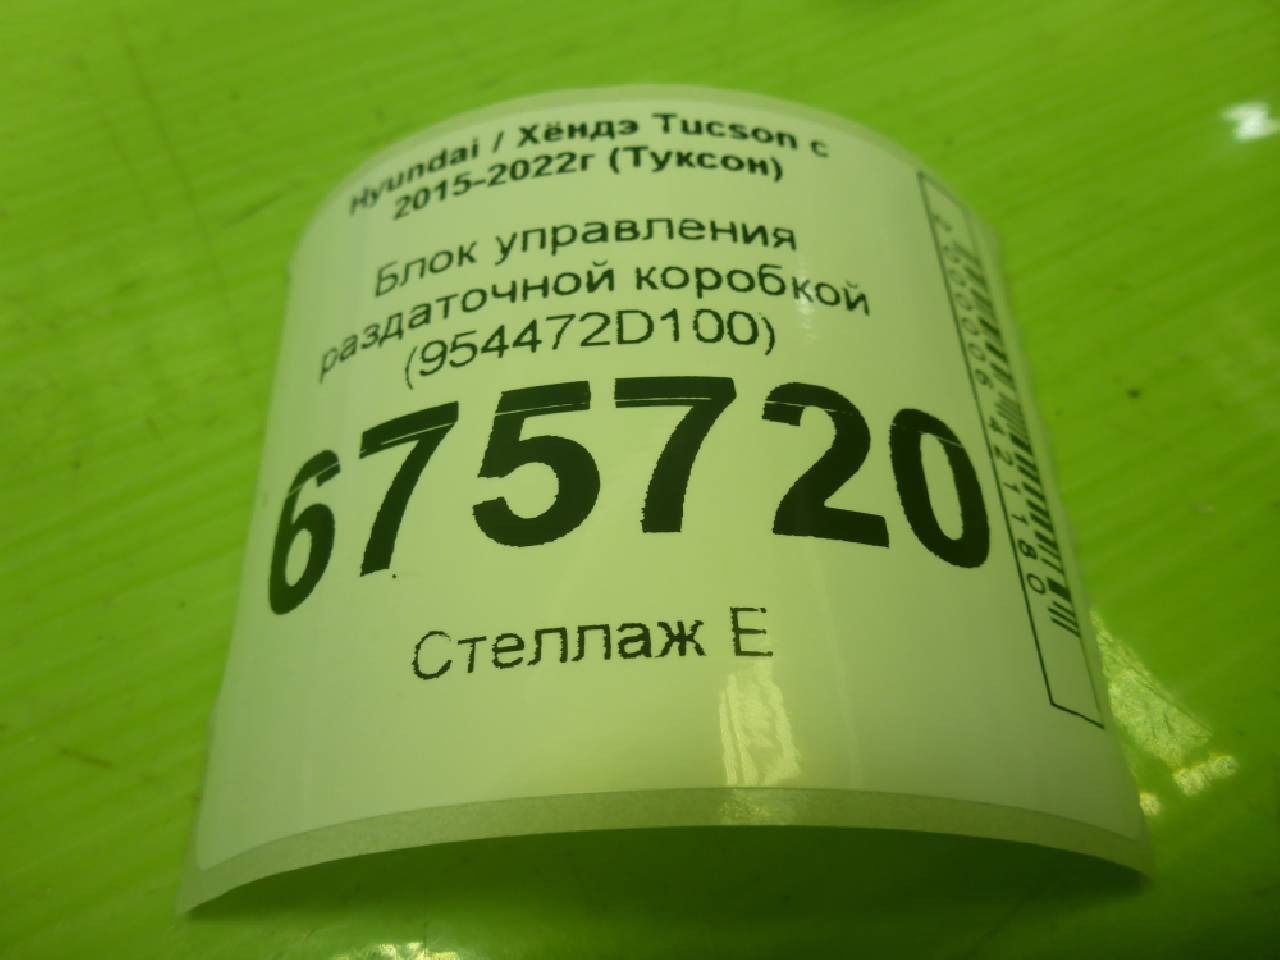 Hyundai / Хёндэ Tucson с
2015-2022г (Туксон)
Блок управления
раздаточной коробкой
(954472D100)
675720
Стеллаж Е